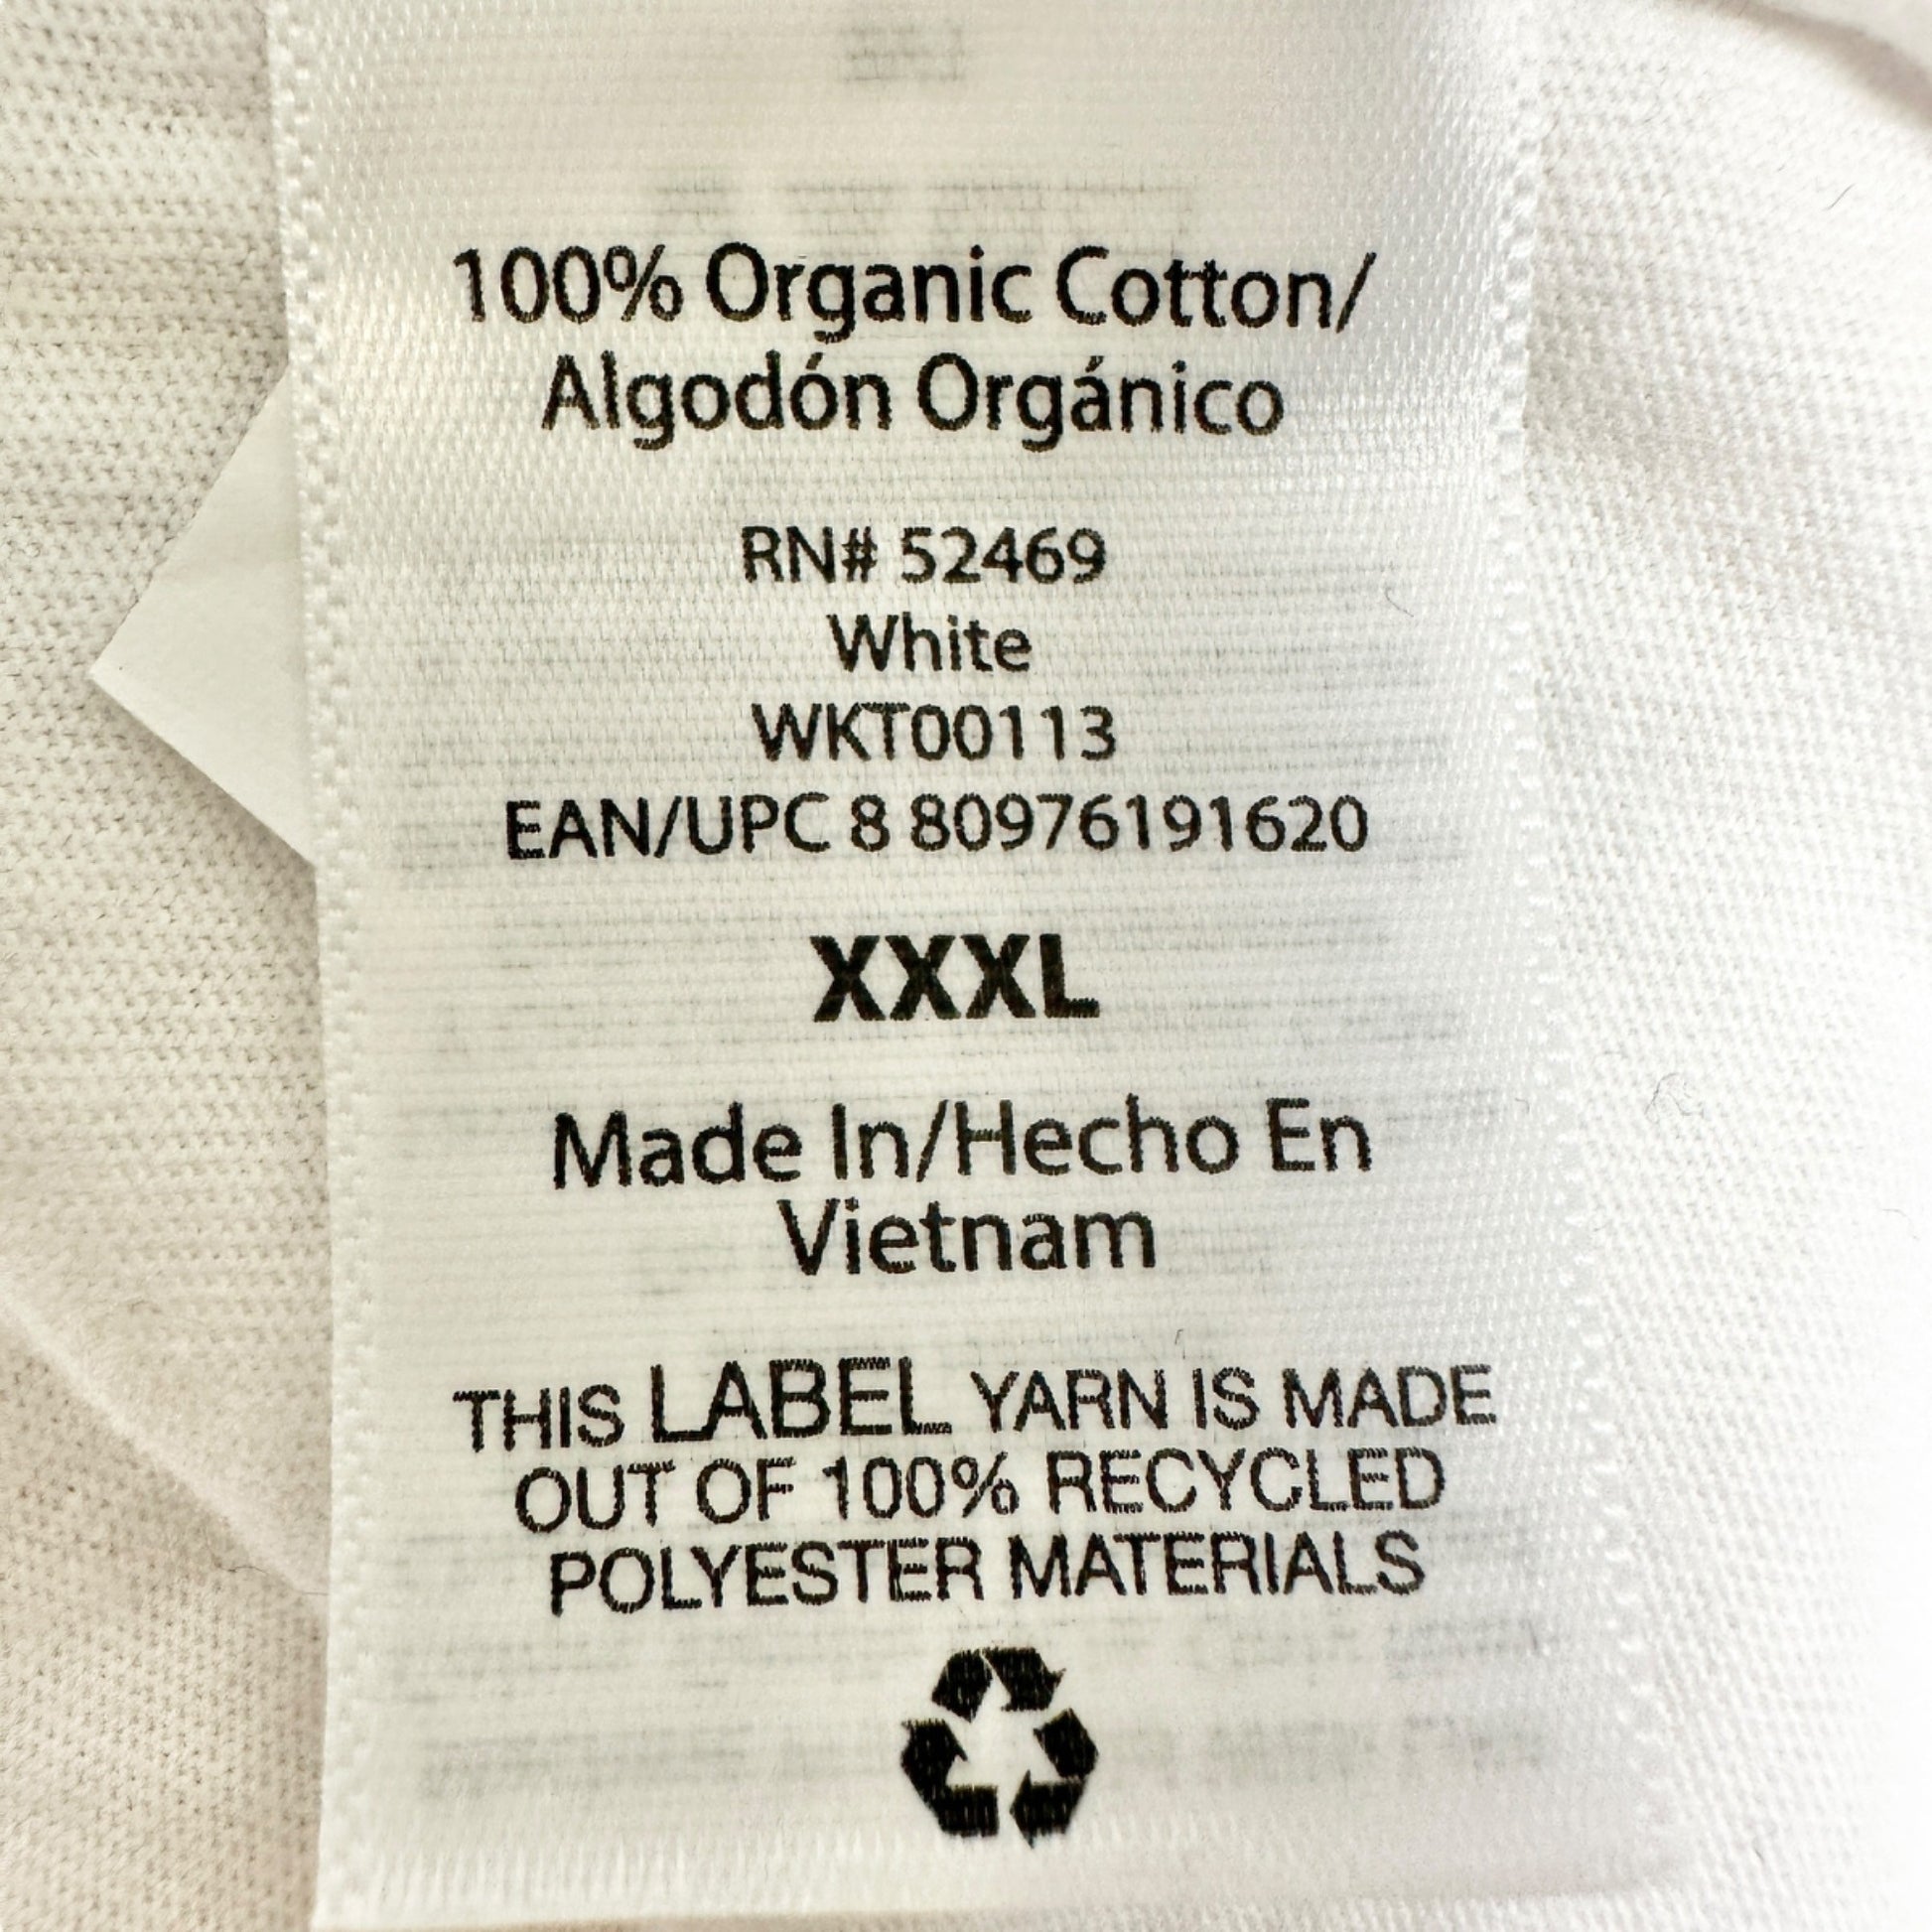 100% Organic Cotton/
Algodón Orgánico
RN# 52469
White
WKT00113
EAN/UPC 8 80976191620
XXXL
Made In/Hecho En
Vietnam
THIS LABEL YARN IS MADE
OUT OF 100% RECYCLED
POLYESTER MATERIALS